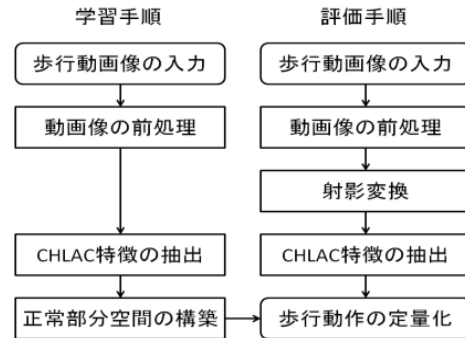 学習手順
歩行動画像の入力
動画像の前処理
CHLAC特徴の抽出
正常部分空間の構築
評価手順
歩行動画像の入力
動画像の前処理
射影変換
CHLAC特徴の抽出
歩行動作の定量化